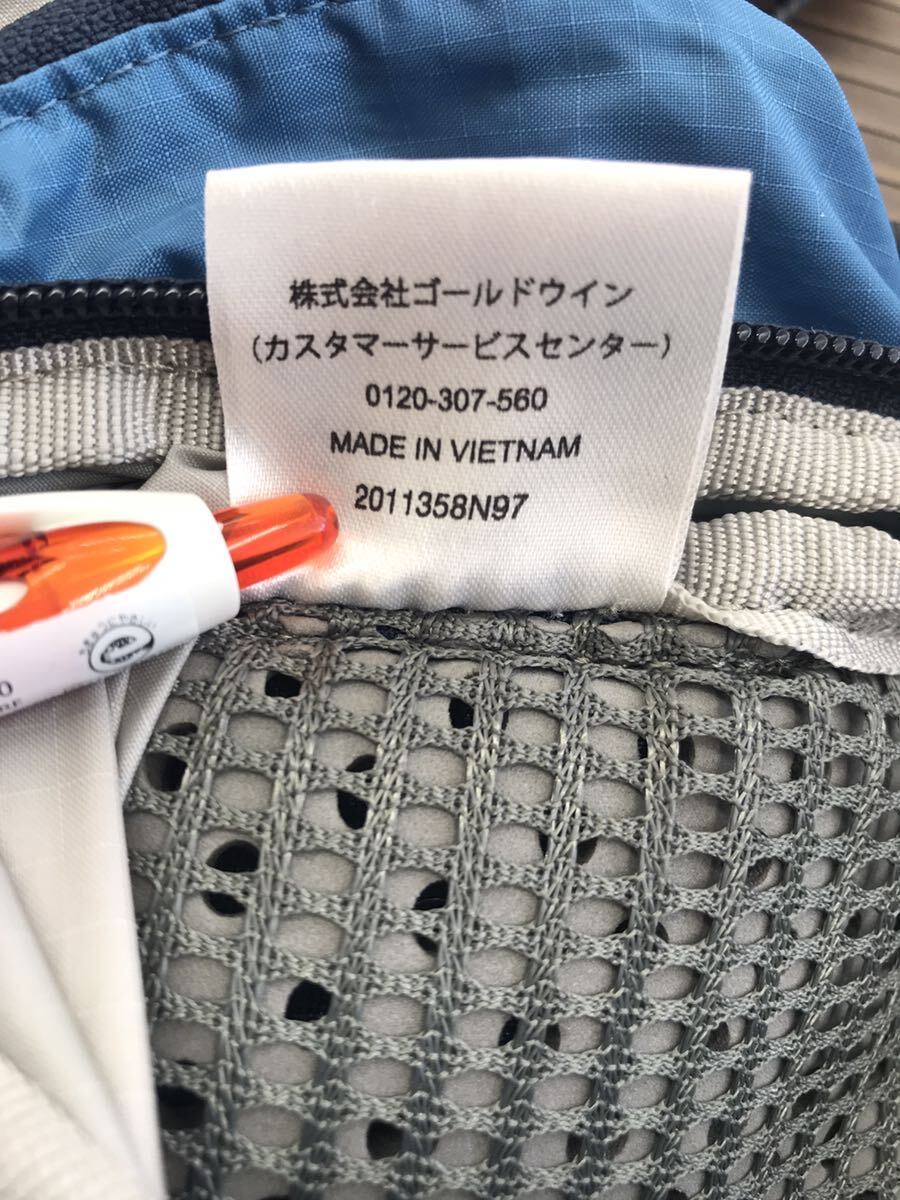 株式会社ゴールドウイン
(カスタマーサービスセンター)
0120-307-560
MADE IN VIETNAM
2011358N97